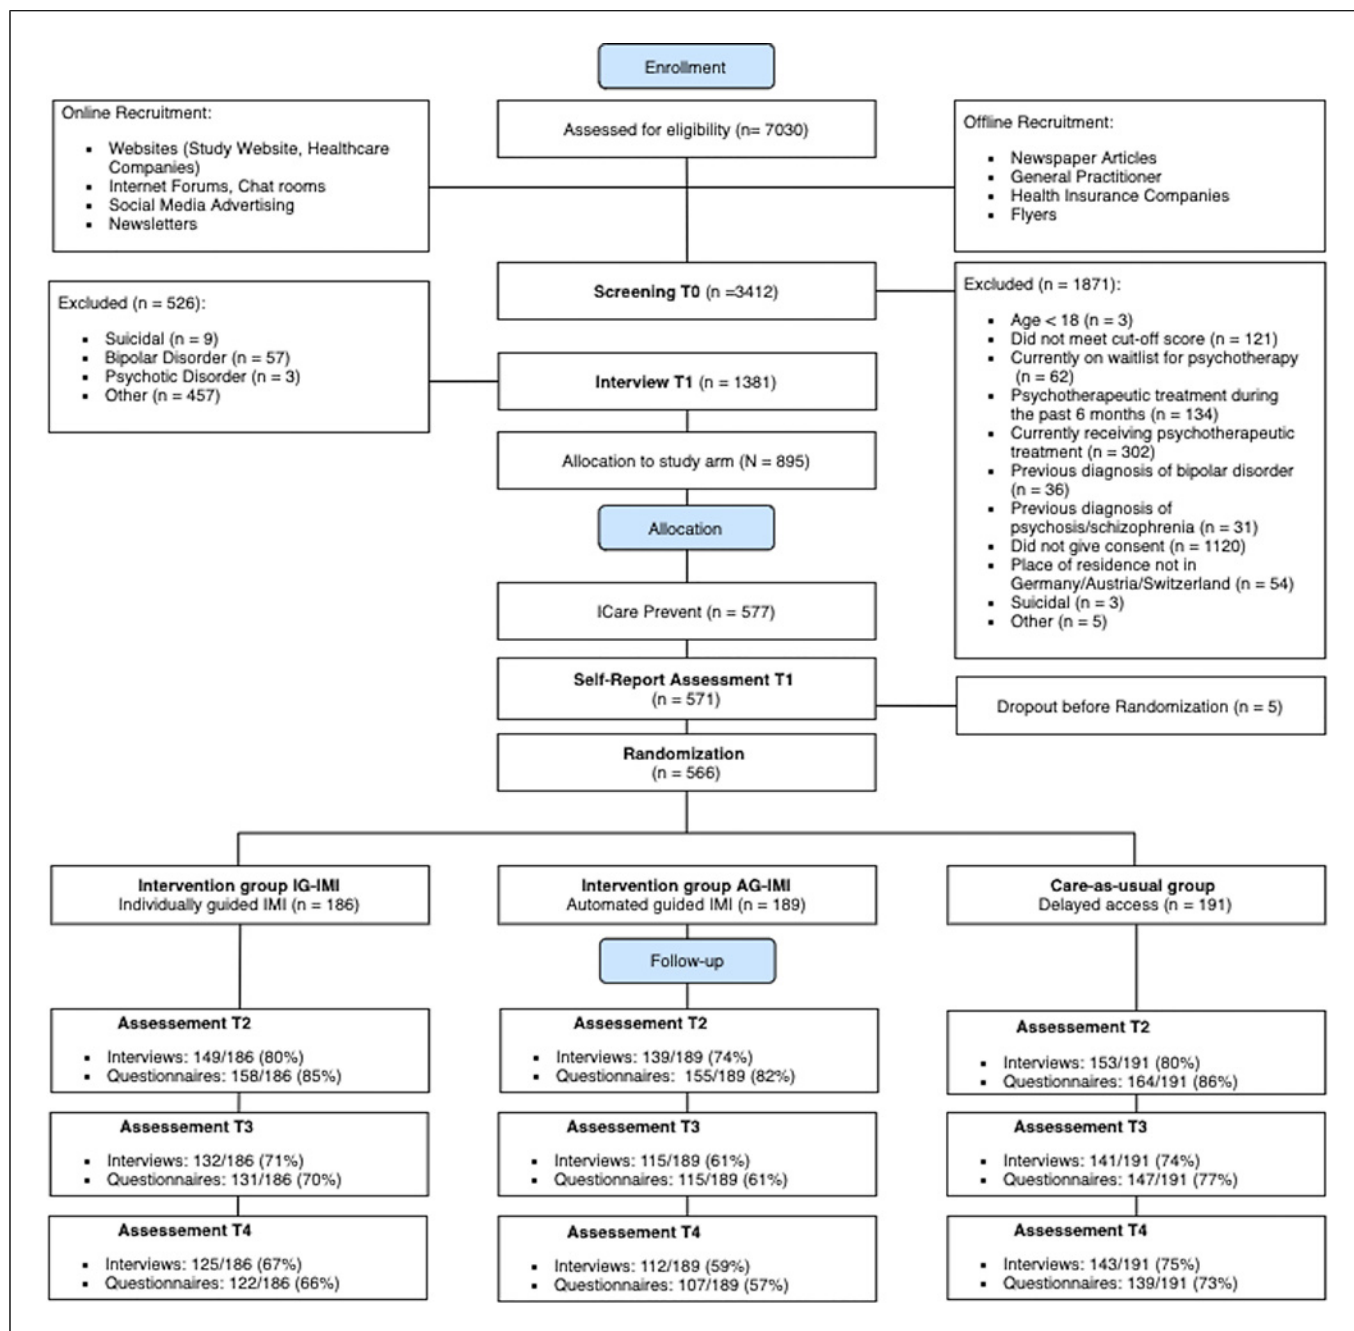 Enrollment
Online Recruitment:
▪ Websites (Study Website, Healthcare
Companies)
▪ Internet Forums, Chat rooms
▪ Social Media Advertising
▪ Newsletters
Assessed for eligibility (n= 7030)
Offline Recruitment:
▪ Newspaper Articles
▪ General Practitioner
▪ Health Insurance Companies
▪ Flyers
Screening T0 (n =3412)
Excluded (n = 526):
▪ Suicidal (n = 9)
▪ Bipolar Disorder (n = 57)
▪ Psychotic Disorder (n = 3)
▪ Other (n = 457)
Excluded (n = 1871):
▪ Age < 18 (n = 3)
▪ Did not meet cut-off score (n = 121)
▪ Currently on waitlist for psychotherapy
(n = 62)
▪ Psychotherapeutic treatment during
the past 6 months (n = 134)
▪ Currently receiving psychotherapeutic
treatment (n = 302)
▪ Previous diagnosis of bipolar disorder
(n = 36)
▪ Previous diagnosis of
psychosis/schizophrenia (n = 31)
▪ Did not give consent (n = 1120)
▪ Place of residence not in
Germany/Austria/Switzerland (n = 54)
▪ Suicidal (n = 3)
▪ Other (n = 5)
Interview T1 (n = 1381)
Allocation to study arm (N = 895)
Allocation
ICare Prevent (n = 577)
Self-Report Assessment T1
(n = 571)
Dropout before Randomization (n = 5)
Randomization
(n = 566)
Intervention group IG-IMI
Individually guided IMI (n = 186)
Intervention group AG-IMI
Automated guided IMI (n = 189)
Care-as-usual group
Delayed access (n = 191)
Follow-up
Assessement T2
▪ Interviews: 149/186 (80%)
▪ Questionnaires: 158/186 (85%)
Assessement T2
▪ Interviews: 139/189 (74%)
▪ Questionnaires: 155/189 (82%)
Assessement T2
▪ Interviews: 153/191 (80%)
▪ Questionnaires: 164/191 (86%)
Assessement T3
▪ Interviews: 132/186 (71%)
▪ Questionnaires: 131/186 (70%)
Assessement T3
▪ Interviews: 115/189 (61%)
▪ Questionnaires: 115/189 (61%)
Assessement T3
▪ Interviews: 141/191 (74%)
▪ Questionnaires: 147/191 (77%)
Assessement T4
▪ Interviews: 125/186 (67%)
▪ Questionnaires: 122/186 (66%)
Assessement T4
▪ Interviews: 112/189 (59%)
▪ Questionnaires: 107/189 (57%)
Assessement T4
▪ Interviews: 143/191 (75%)
▪ Questionnaires: 139/191 (73%)